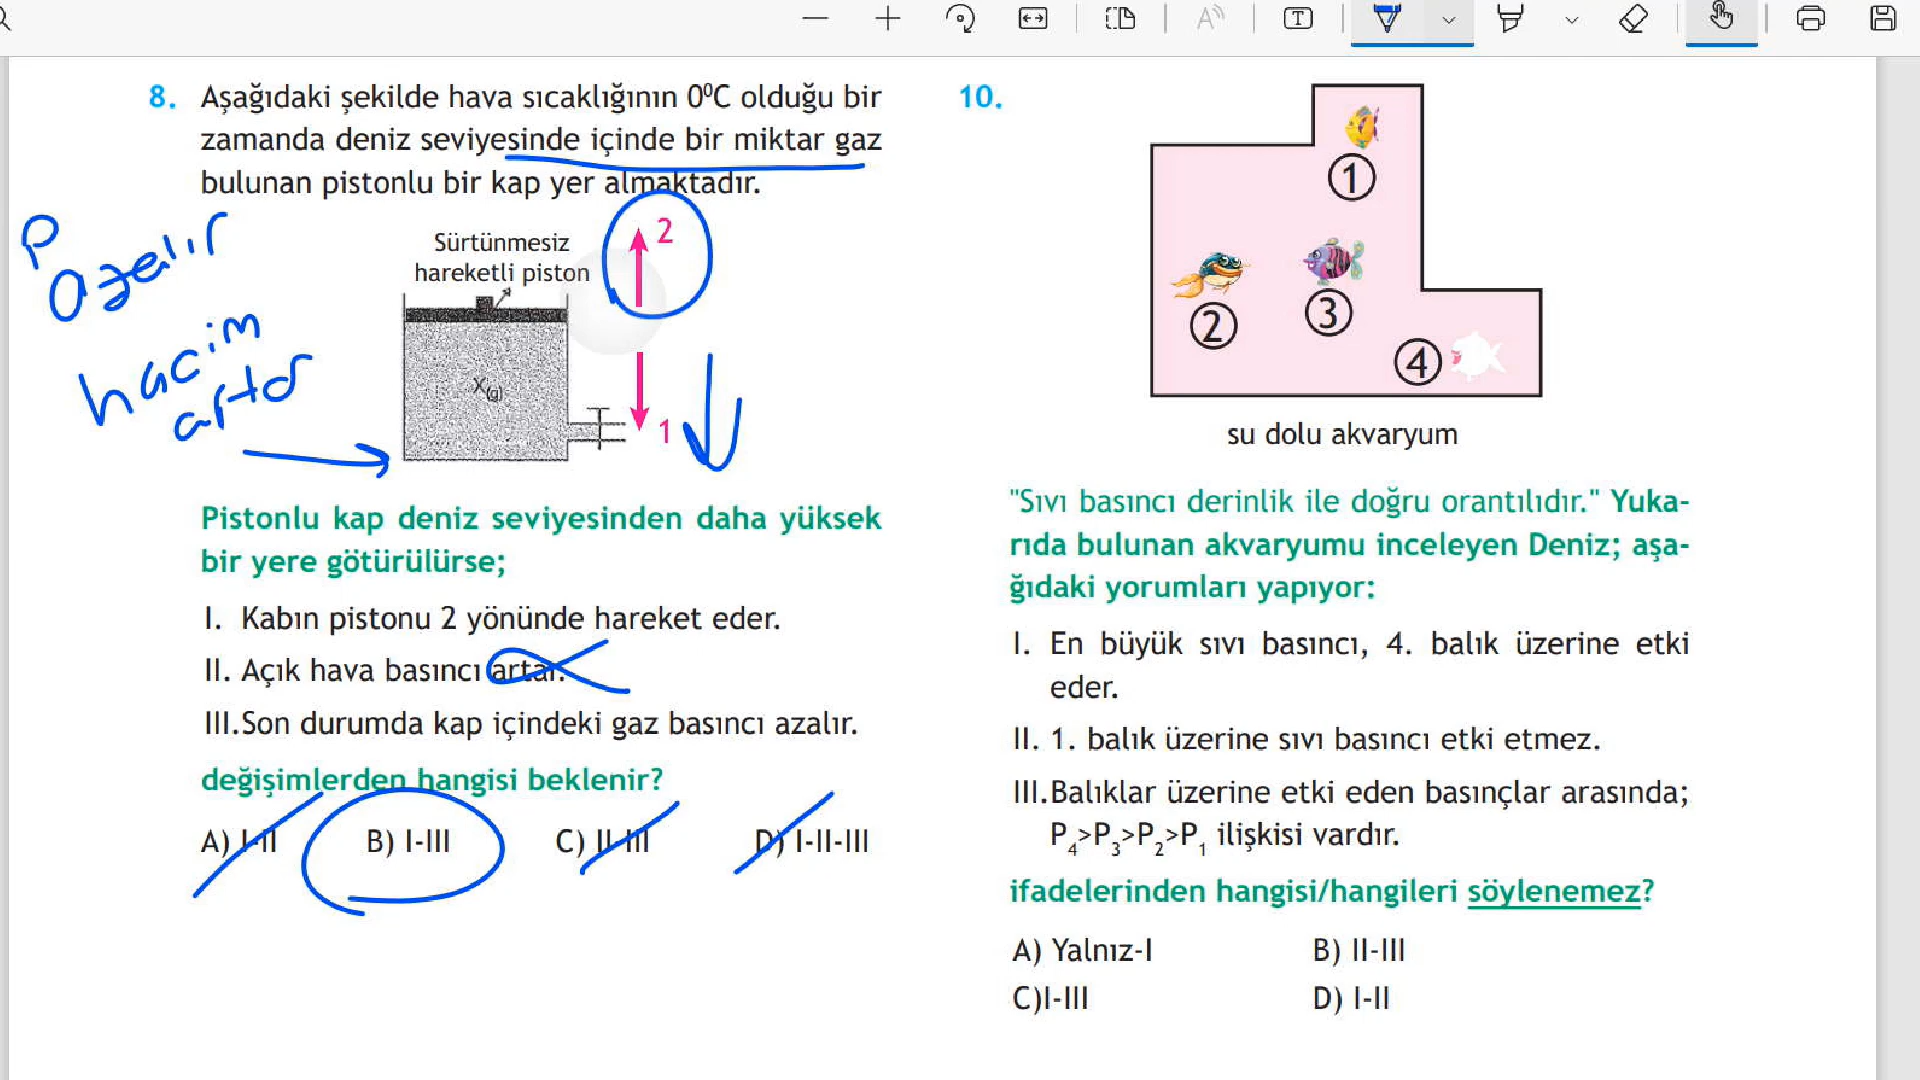 8. Aşağıdaki şekilde hava sıcaklığının 0⁰C olduğu bir
zamanda deniz seviyesinde içinde bir miktar gaz
bulunan pistonlu bir kap yer almaktadır.
P
azalır
hacim
artar
Sürtünmesiz
hareketli piston
2
X(g)
1
Pistonlu kap deniz seviyesinden daha yüksek
bir yere götürülürse;
I. Kabın pistonu 2 yönünde hareket eder.
II. Açık hava basıncı artar.
III.Son durumda kap içindeki gaz basıncı azalır.
değişimlerden hangisi beklenir?
A) I-II B) I-III C) II-III D) I-II-III
10.
1
2
3
4
su dolu akvaryum
"Sıvı basıncı derinlik ile doğru orantılıdır." Yuka-
rıda bulunan akvaryumu inceleyen Deniz; aşa-
ğıdaki yorumları yapıyor:
I. En büyük sıvı basıncı, 4. balık üzerine etki
eder.
II. 1. balık üzerine sıvı basıncı etki etmez.
III.Balıklar üzerine etki eden basınçlar arasında;
P₄>P₃>P₂>P₁ ilişkisi vardır.
ifadelerinden hangisi/hangileri söylenemez?
A) Yalnız-I B) II-III
C)I-III D) I-II